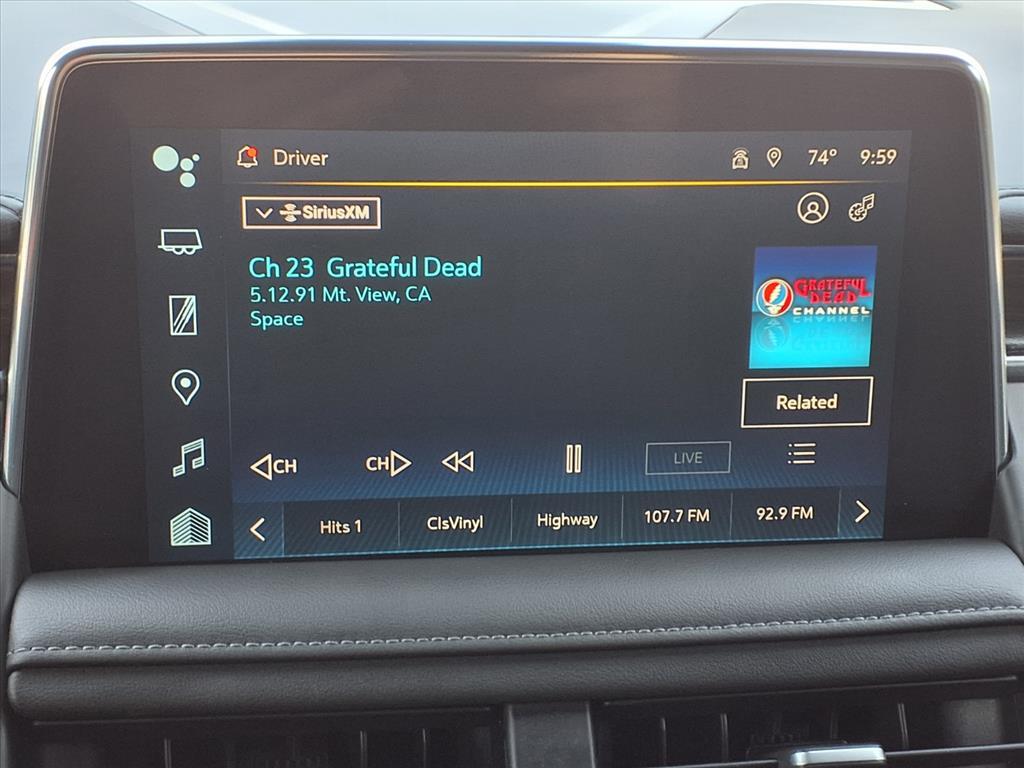 Driver 74° 9:59
SiriusXM
Ch 23 Grateful Dead
5.12.91 Mt. View, CA
Space
GRATEFUL
DEAD
CHANNEL
Related
CH CH LIVE
Hits 1 ClsVinyl Highway 107.7 FM 92.9 FM